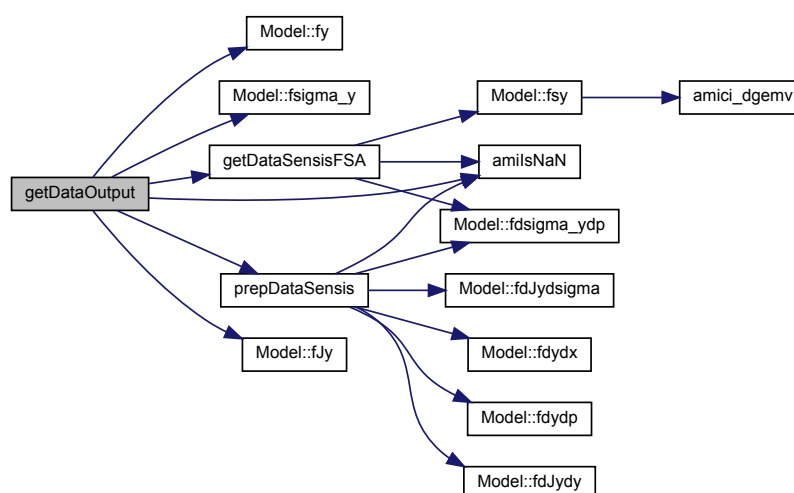 Model::fy
Model::fsigma_y
Model::fsy
amici_dgemv
getDataSensisFSA
amiIsNaN
getDataOutput
Model::fdsigma_ydp
prepDataSensis
Model::fdJydsigma
Model::fJy
Model::fdydx
Model::fdydp
Model::fdJydy